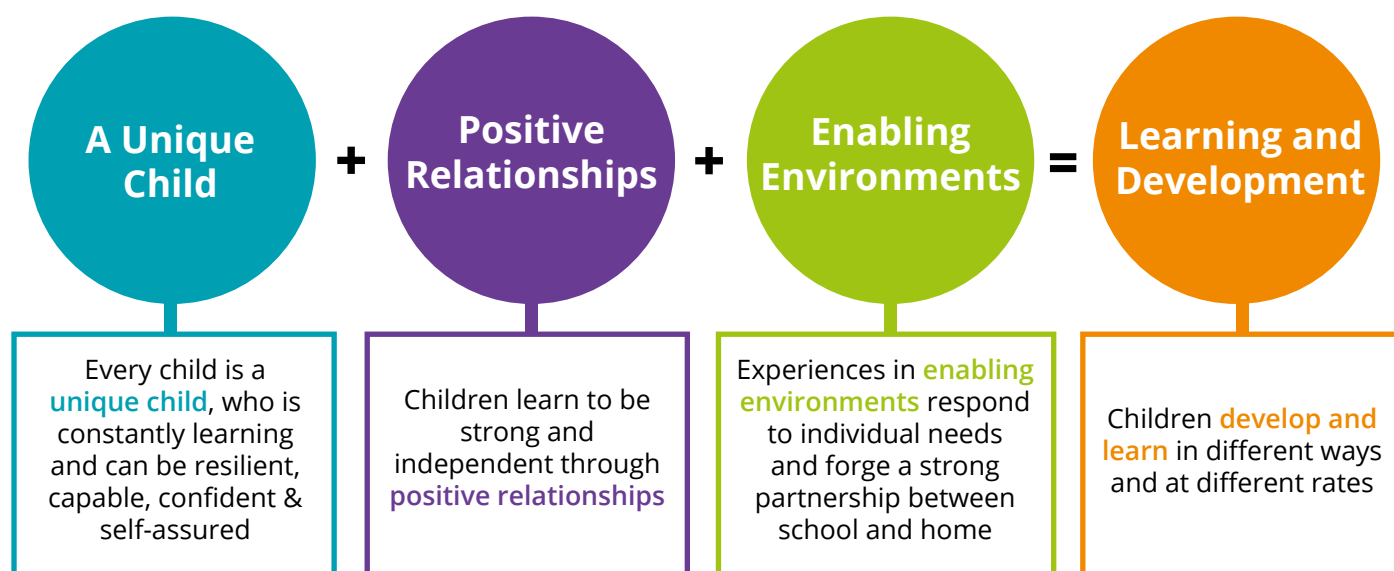 A Unique
Child
+
Positive
Relationships
+
Enabling
Environments
=
Learning and
Development
Every child is a
unique child, who is
constantly learning
and can be resilient,
capable, confident &
self-assured
Children learn to be
strong and
independent through
positive relationships
Experiences in enabling
environments respond
to individual needs
and forge a strong
partnership between
school and home
Children develop and
learn in different ways
and at different rates